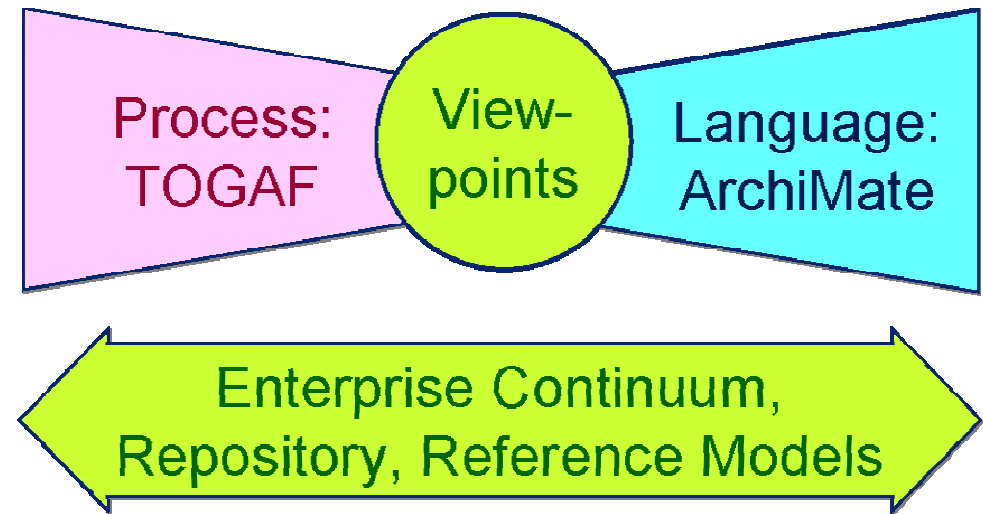 Process:
TOGAF
View-
points
Language:
ArchiMate
Enterprise Continuum,
Repository, Reference Models